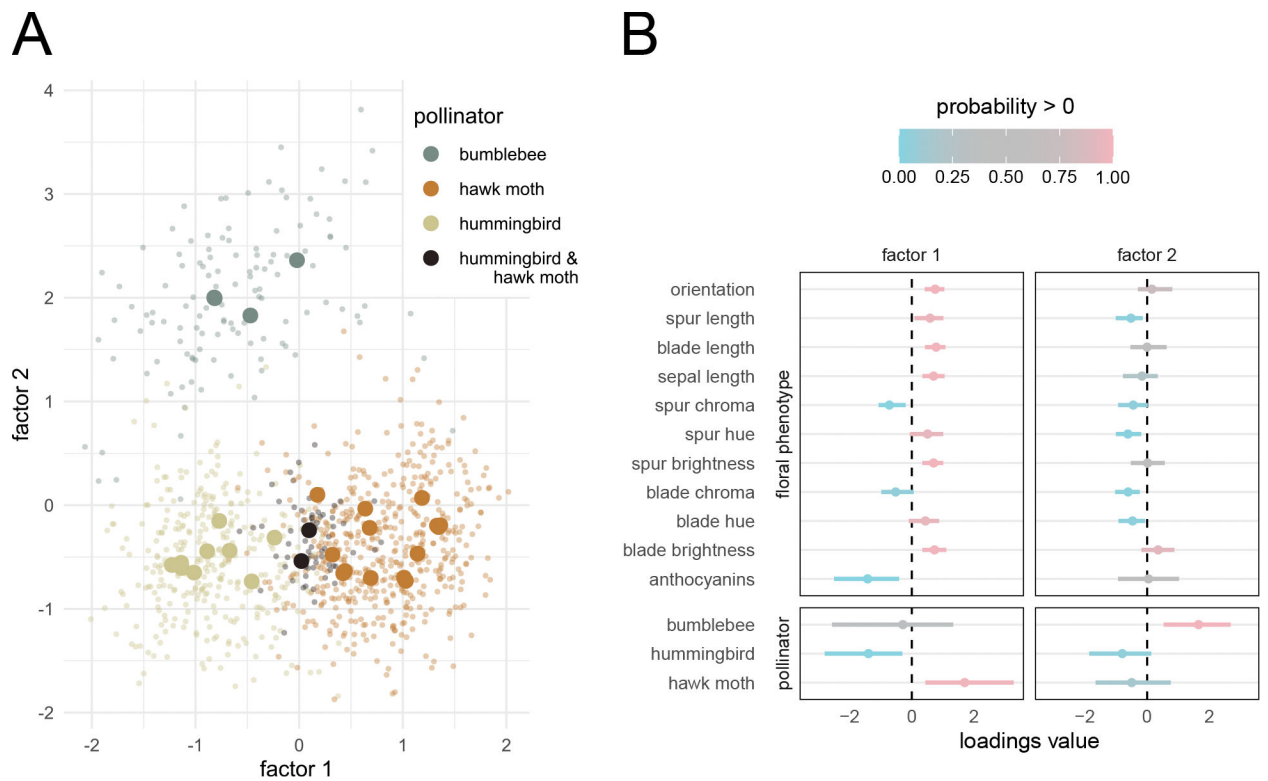 A
4
3
2
1
0
-1
-2
-2
-1
0
1
2
factor 2
factor 1
pollinator
bumblebee
hawk moth
hummingbird
hummingbird &
hawk moth
B
probability > 0
0.00 0.25 0.50 0.75 1.00
factor 1 factor 2
floral phenotype
orientation
spur length
blade length
sepal length
spur chroma
spur hue
spur brightness
blade chroma
blade hue
blade brightness
anthocyanins
pollinator
bumblebee
hummingbird
hawk moth
−2 0 2 −2 0 2
loadings value